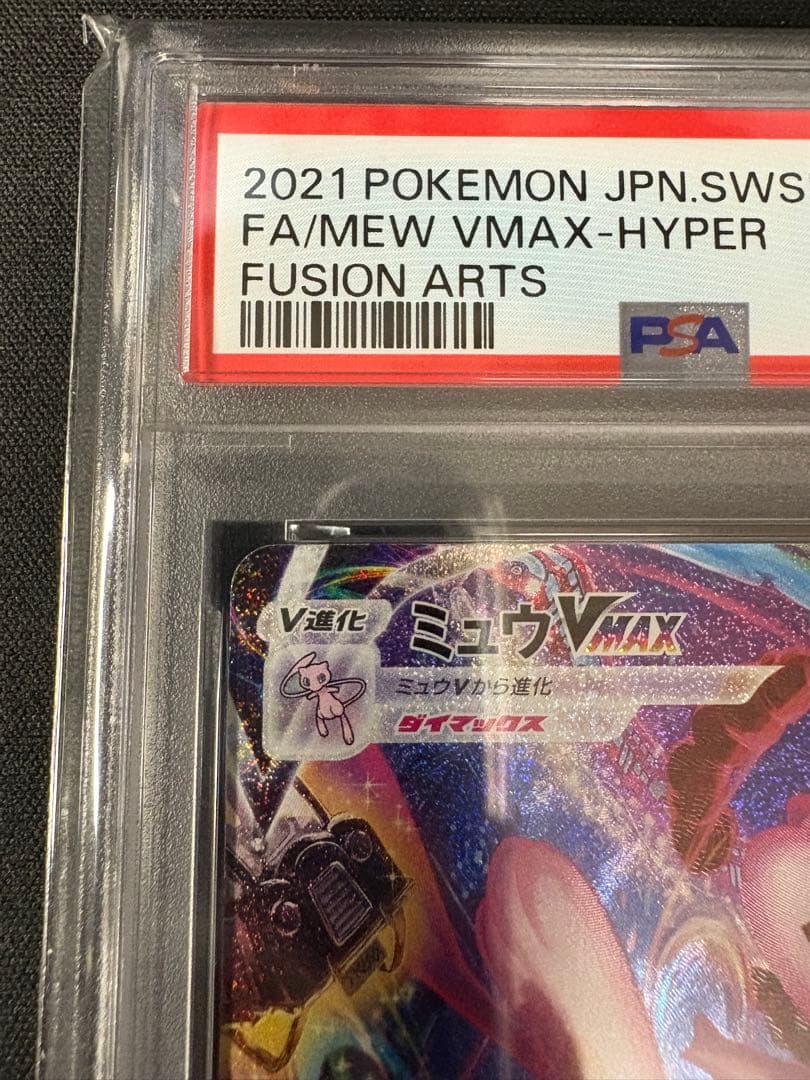 2021 POKEMON JPN.SWS
FA/MEW VMAX-HYPER
FUSION ARTS
PSA
V進化
ミュウVMAX
ミュウVから進化
ダイマックス